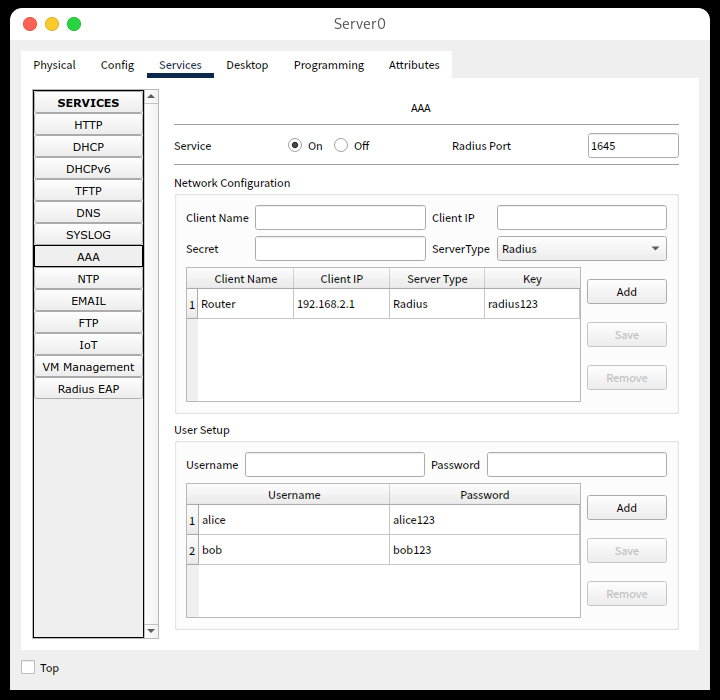 Server0
Physical Config Services Desktop Programming Attributes
SERVICES
HTTP
DHCP
DHCPv6
TFTP
DNS
SYSLOG
AAA
NTP
EMAIL
FTP
IoT
VM Management
Radius EAP
AAA
Service On Off Radius Port 1645
Network Configuration
Client Name Client IP
Secret ServerType Radius
Client Name Client IP Server Type Key
1 Router 192.168.2.1 Radius radius123
Add
Save
Remove
User Setup
Username Password
Username Password
1 alice alice123
2 bob bob123
Add
Save
Remove
Top